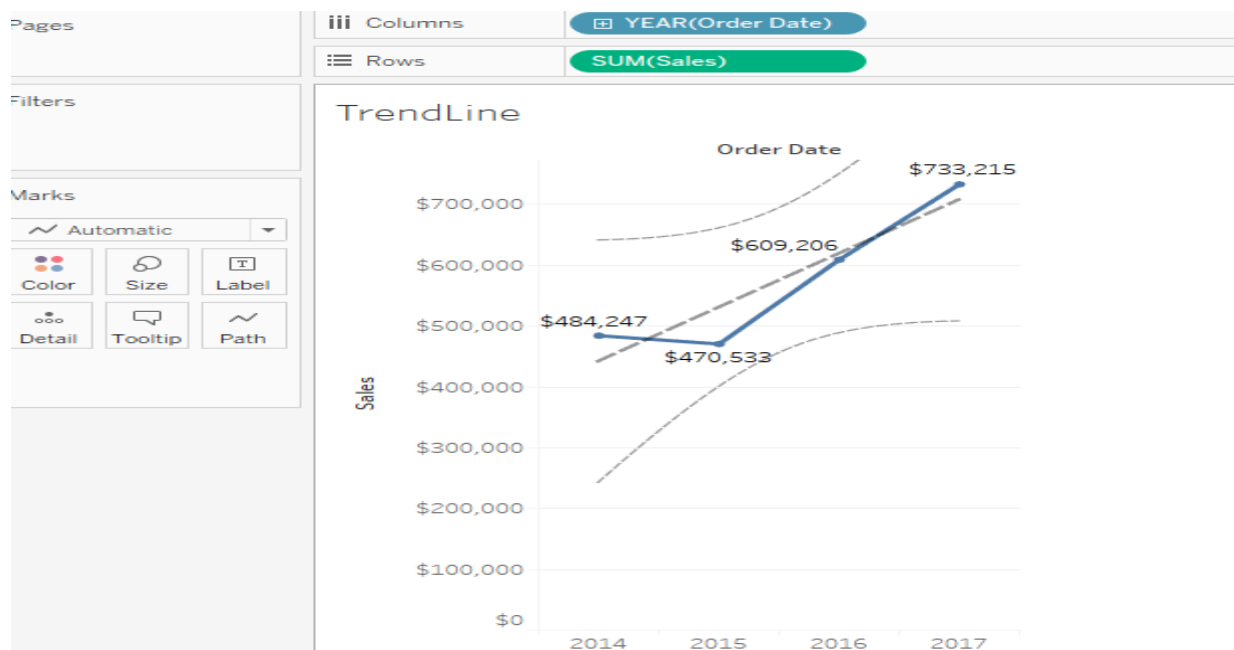 Pages
Columns
YEAR(Order Date)
Rows
SUM(Sales)
Filters
TrendLine
Order Date
Marks
Automatic
Color
Size
Label
Detail
Tooltip
Path
Sales
$733,215
$609,206
$484,247
$470,533
$700,000
$600,000
$500,000
$400,000
$300,000
$200,000
$100,000
$0
2014
2015
2016
2017